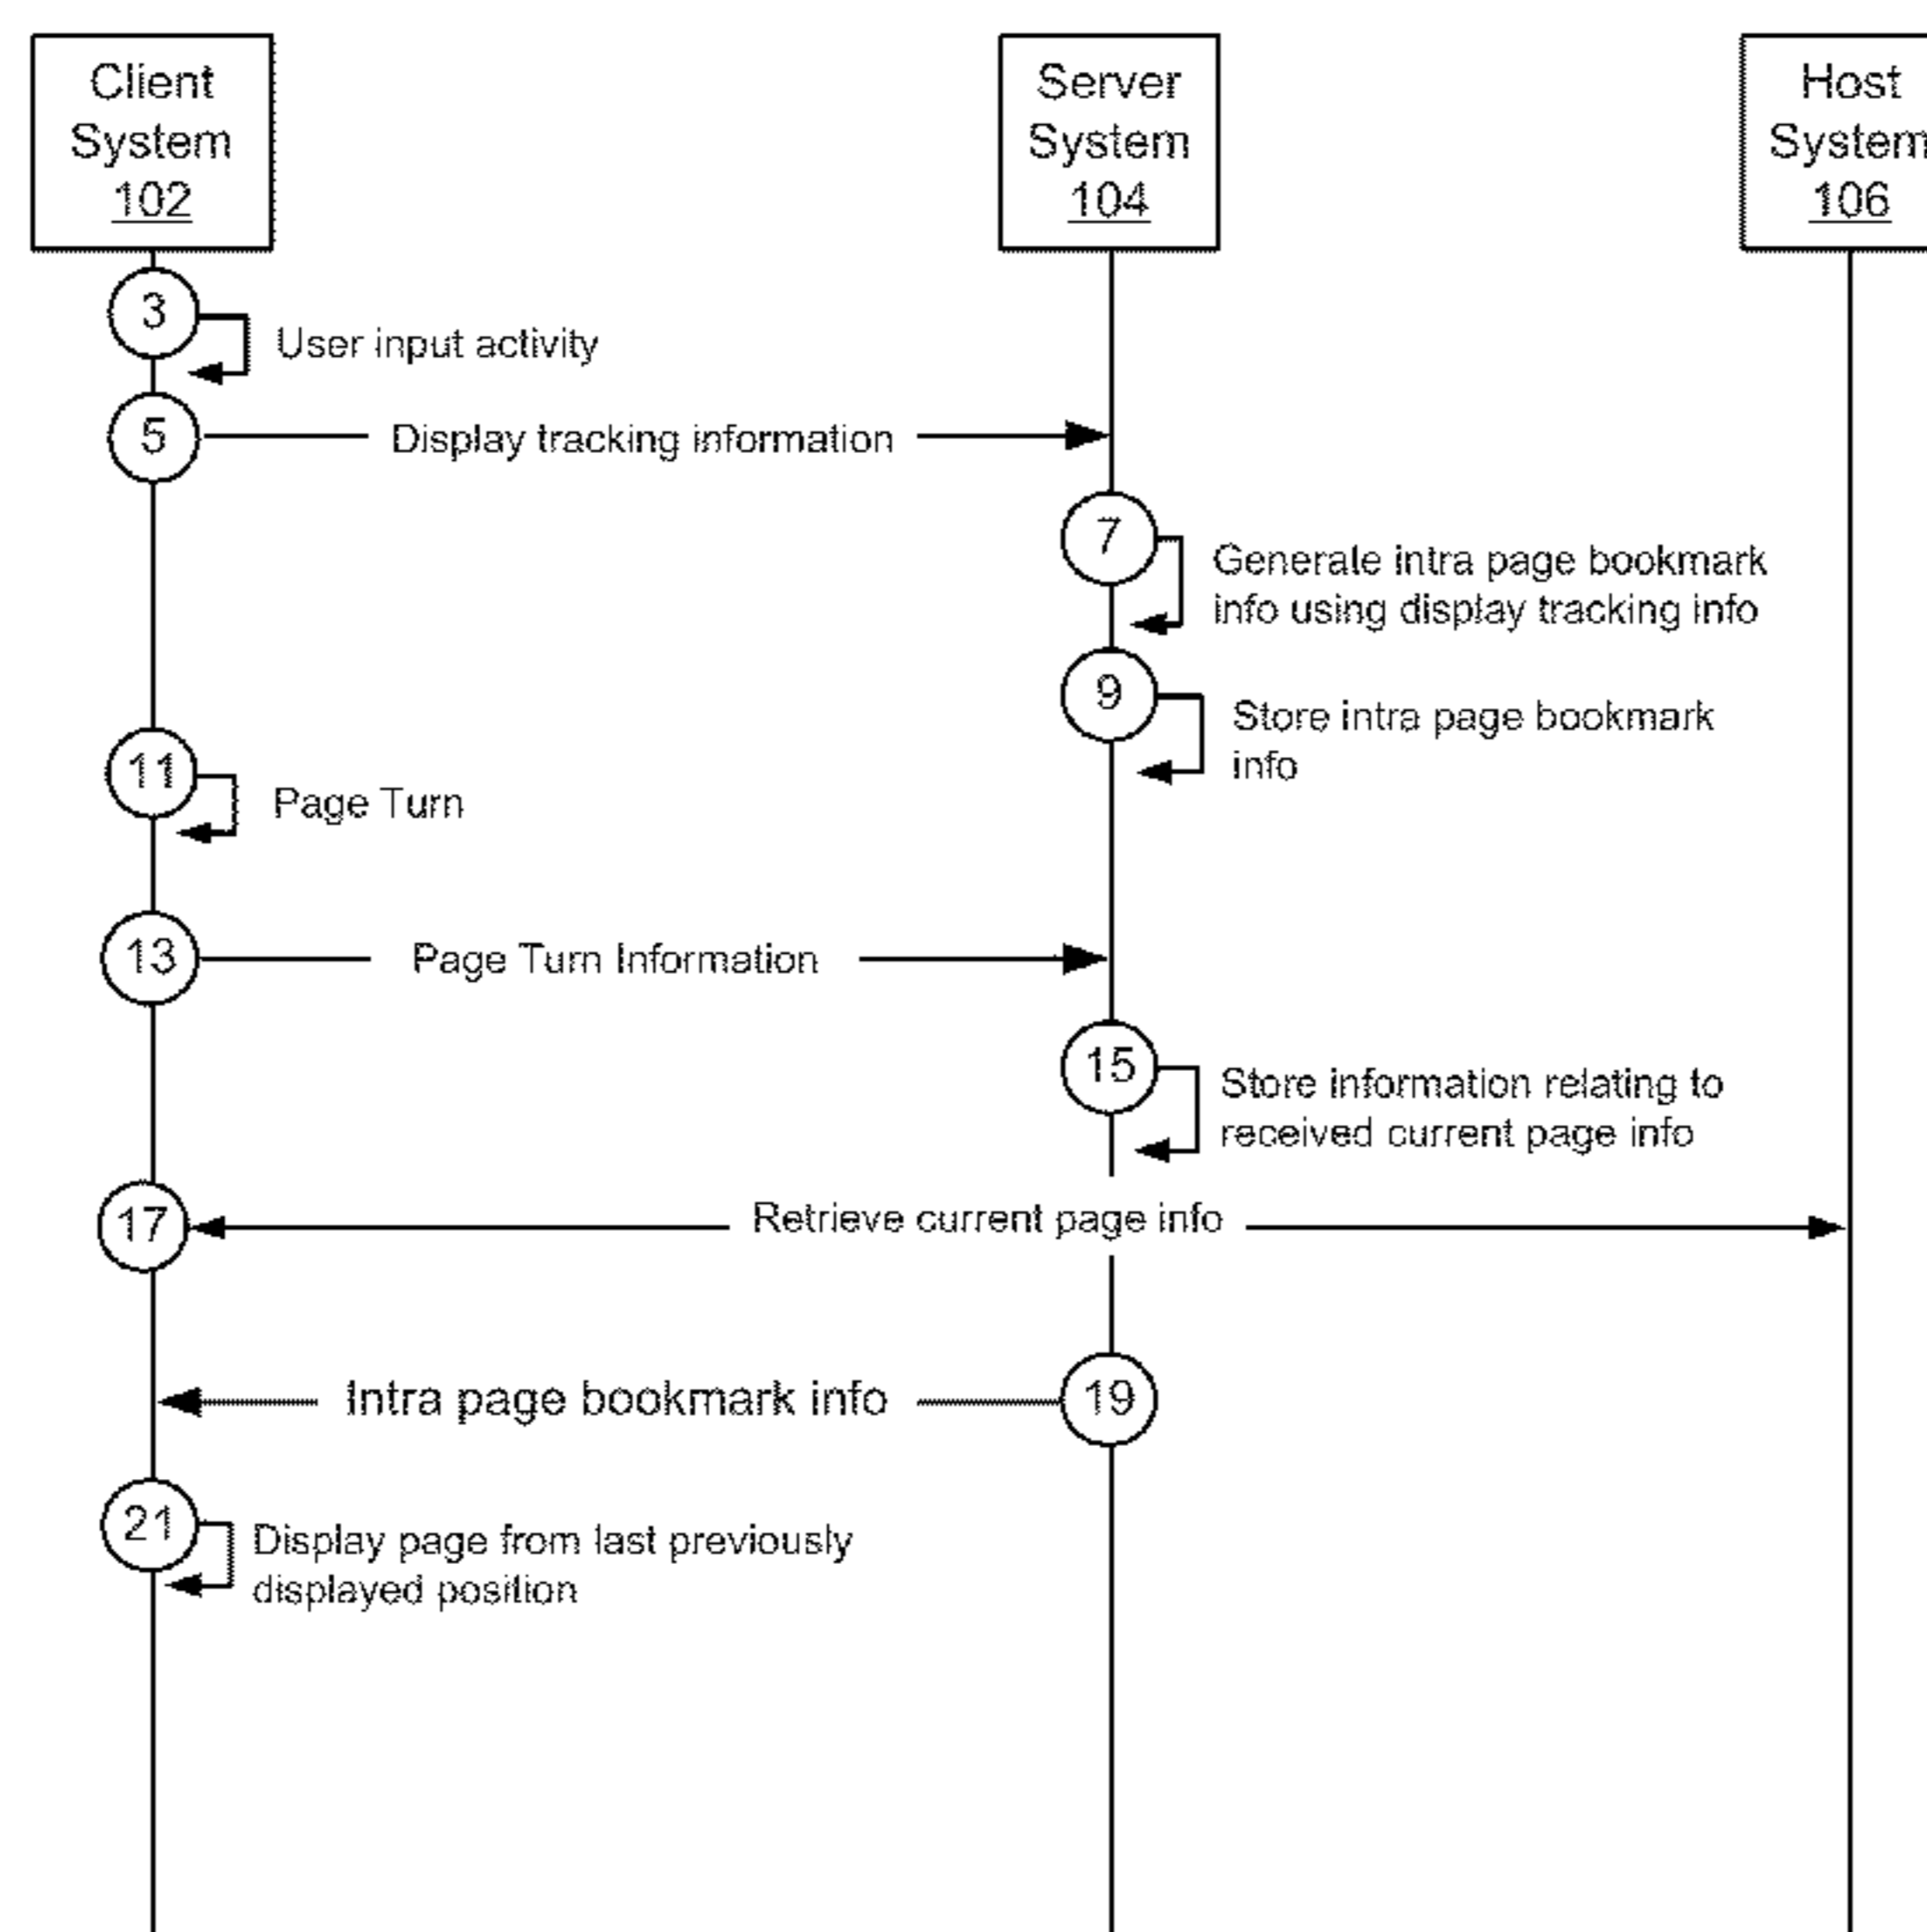 Client
System
102
Server
System
104
Host
System
106
3
User input activity
5
Display tracking information
7
Generate intra page bookmark
info using display tracking info
9
Store intra page bookmark
info
11
Page Turn
13
Page Turn Information
15
Store information relating to
received current page info
17
Retrieve current page info
19
Intra page bookmark info
21
Display page from last previously
displayed position